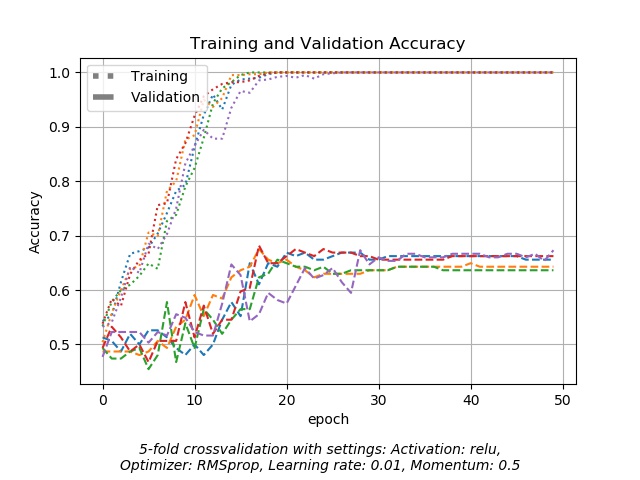 Training and Validation Accuracy
1.0
0.9
0.8
0.7
0.6
0.5
Accuracy
Training
Validation
0
10
20
30
40
50
epoch
5-fold crossvalidation with settings: Activation: relu,
Optimizer: RMSprop, Learning rate: 0.01, Momentum: 0.5